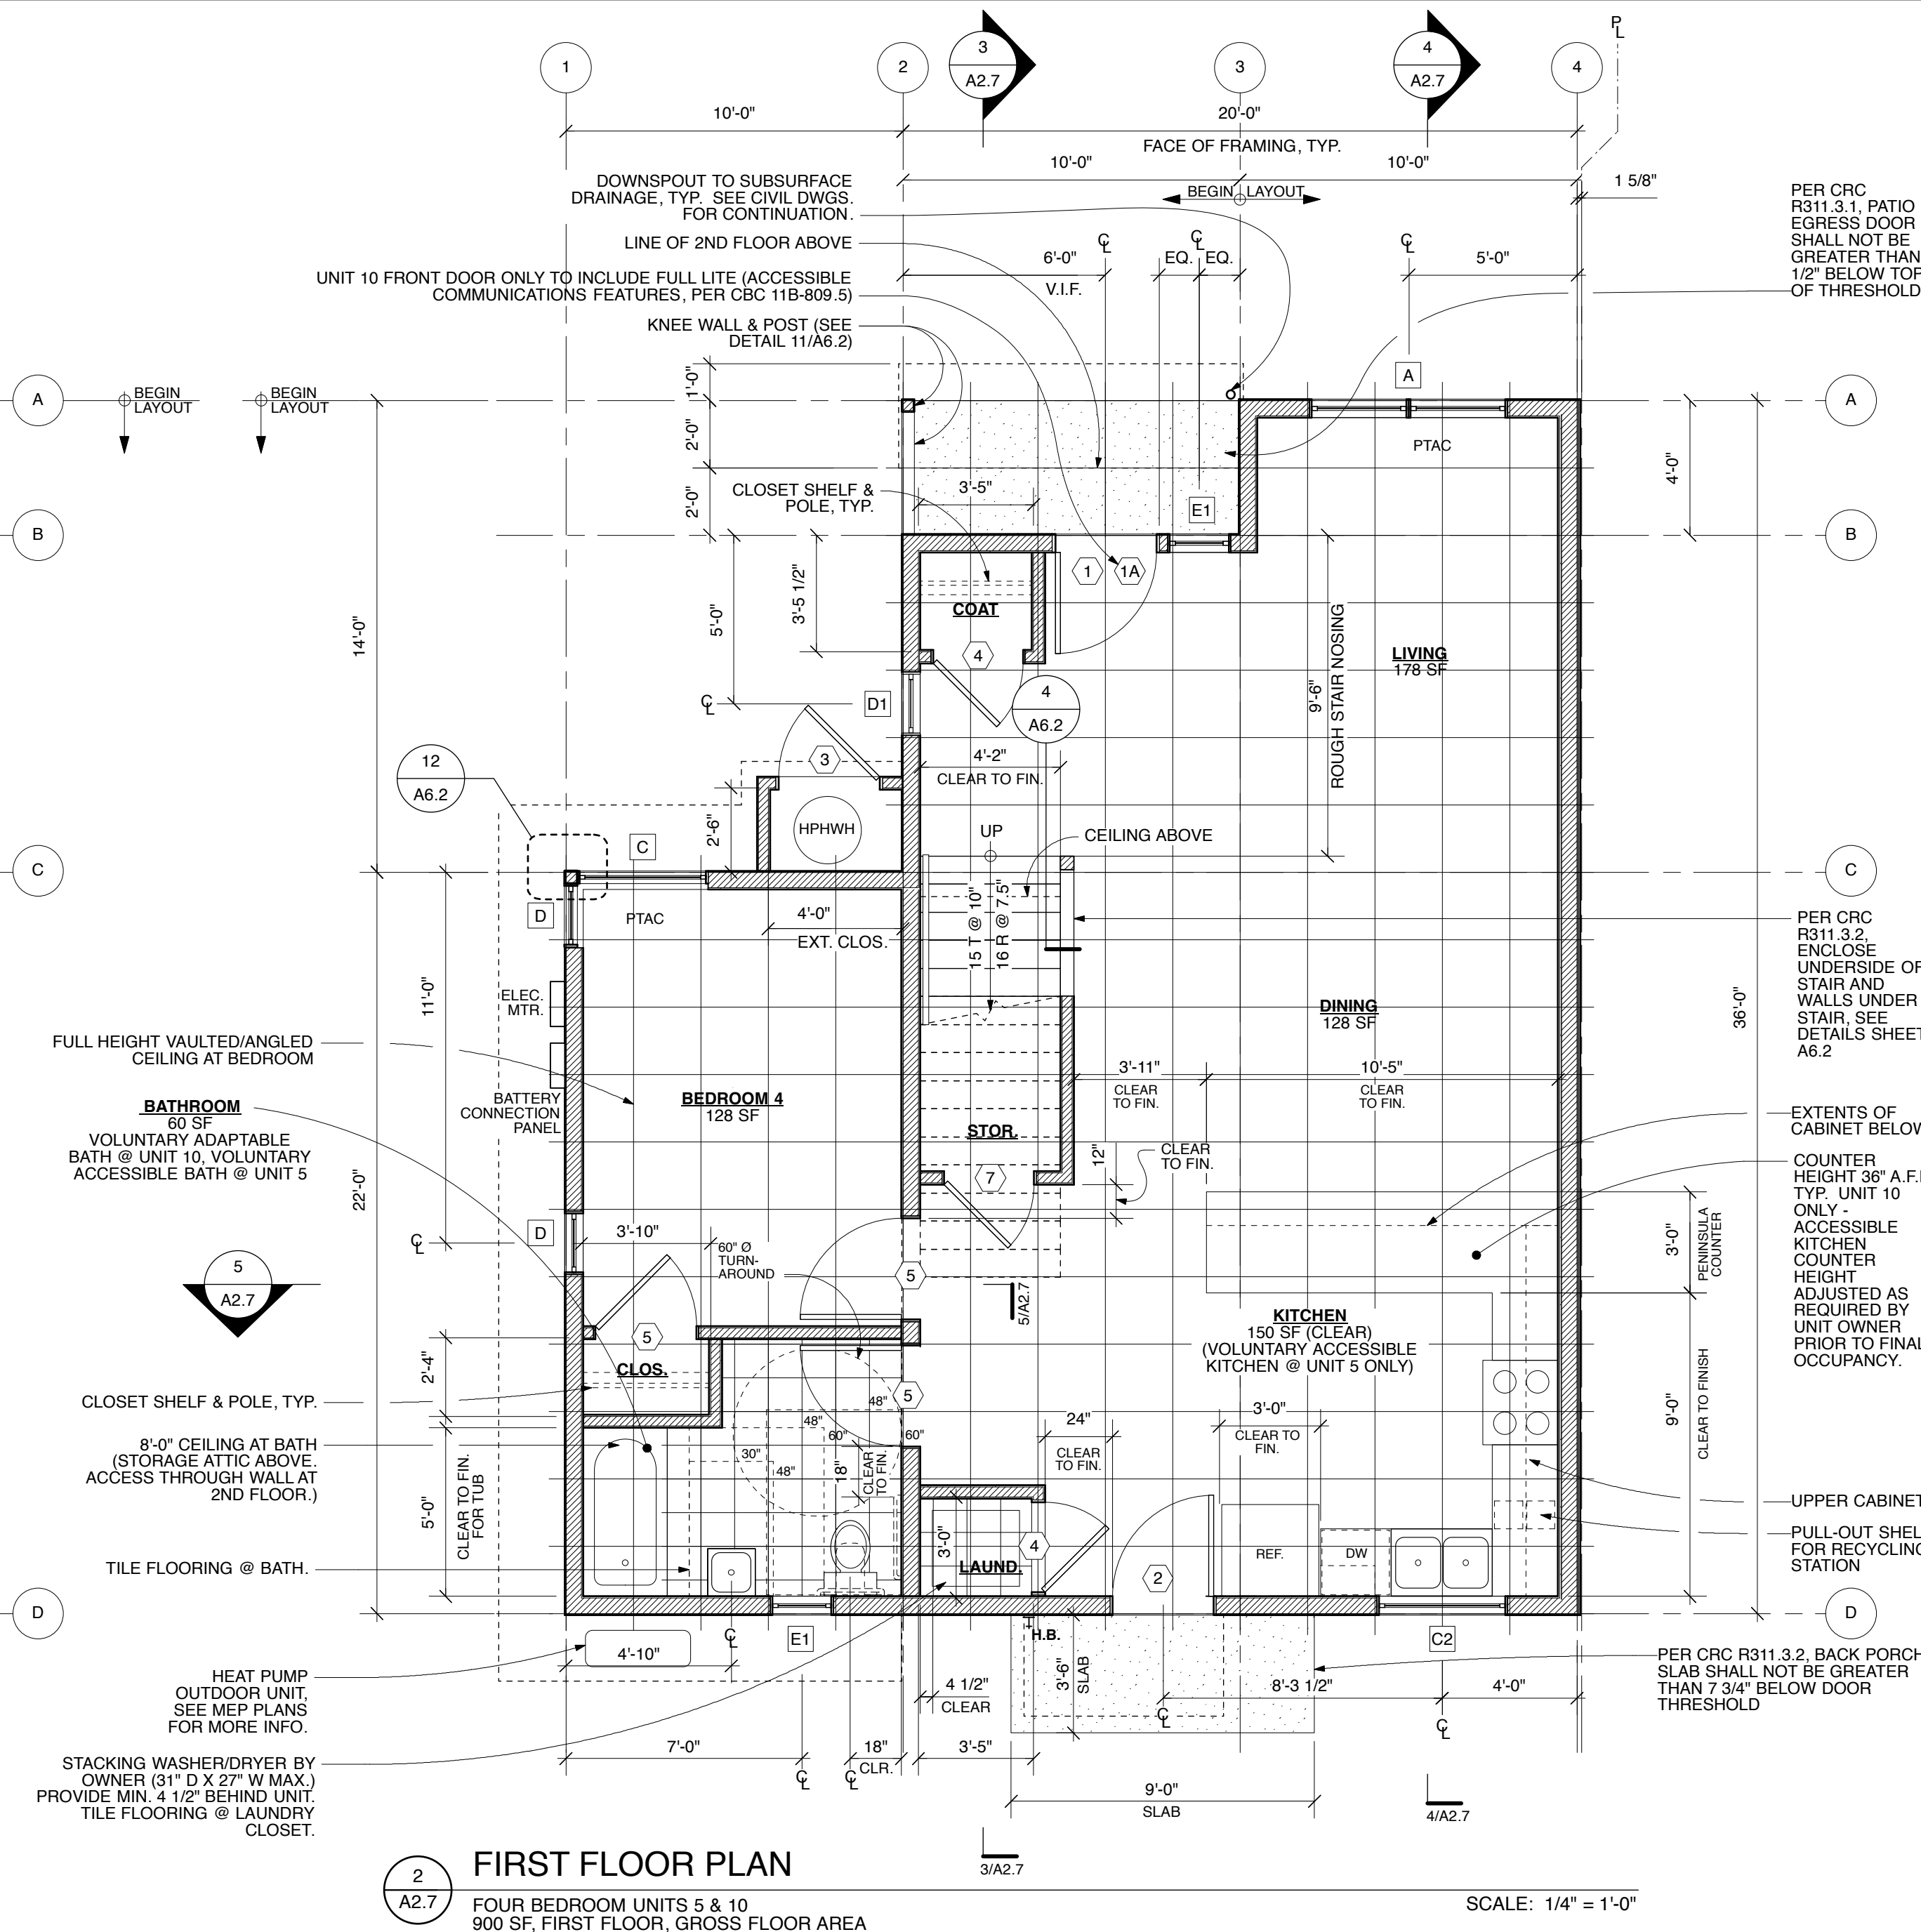 1
2
3
A2.7
3
4
A2.7
4
PL
10'-0"
20'-0"
FACE OF FRAMING, TYP.
10'-0"
10'-0"
BEGIN LAYOUT
1 5/8"
DOWNSPOUT TO SUBSURFACE
DRAINAGE, TYP. SEE CIVIL DWGS.
FOR CONTINUATION.
LINE OF 2ND FLOOR ABOVE
UNIT 10 FRONT DOOR ONLY TO INCLUDE FULL LITE (ACCESSIBLE
COMMUNICATIONS FEATURES, PER CBC 11B-809.5)
KNEE WALL & POST (SEE
DETAIL 11/A6.2)
6'-0"
V.I.F.
CL
CL
EQ.
EQ.
CL
5'-0"
PER CRC
R311.3.1, PATIO
EGRESS DOOR
SHALL NOT BE
GREATER THAN
1/2" BELOW TOP
OF THRESHOLD
A
BEGIN
LAYOUT
BEGIN
LAYOUT
1'-0"
2'-0"
2'-0"
A
PTAC
A
4'-0"
CLOSET SHELF &
POLE, TYP.
3'-5"
E1
B
B
14'-0"
5'-0"
3'-5 1/2"
1
1A
COAT
4
LIVING
178 SF
9'-6"
ROUGH STAIR NOSING
CL
D1
4
A6.2
4'-2"
CLEAR TO FIN.
3
12
A6.2
2'-6"
HPHWH
UP
CEILING ABOVE
C
C
C
D
PTAC
4'-0"
EXT. CLOS.
15 T @ 10"
16 R @ 7.5"
PER CRC
R311.3.2,
ENCLOSE
UNDERSIDE OF
STAIR AND
WALLS UNDER
STAIR, SEE
DETAILS SHEET
A6.2
36'-0"
11'-0"
ELEC.
MTR.
DINING
128 SF
FULL HEIGHT VAULTED/ANGLED
CEILING AT BEDROOM
3'-11"
CLEAR
TO FIN.
10'-5"
CLEAR
TO FIN.
BATHROOM
60 SF
VOLUNTARY ADAPTABLE
BATH @ UNIT 10, VOLUNTARY
ACCESSIBLE BATH @ UNIT 5
BATTERY
CONNECTION
PANEL
BEDROOM 4
128 SF
STOR.
12"
CLEAR
TO FIN.
7
EXTENTS OF
CABINET BELOW
COUNTER
HEIGHT 36" A.F.F.
TYP. UNIT 10
ONLY -
ACCESSIBLE
KITCHEN
COUNTER
HEIGHT
ADJUSTED AS
REQUIRED BY
UNIT OWNER
PRIOR TO FINAL
OCCUPANCY.
22'-0"
CL
D
3'-10"
60" Ø
TURN-
AROUND
5
3'-0"
PENINSULA
COUNTER
5
A2.7
5/A2.7
KITCHEN
150 SF (CLEAR)
(VOLUNTARY ACCESSIBLE
KITCHEN @ UNIT 5 ONLY)
5
2'-4"
CLOS.
5
CLOSET SHELF & POLE, TYP.
48"
48"
60"
60"
30"
48"
18"
CLEAR
TO FIN.
24"
CLEAR
TO FIN.
3'-0"
CLEAR TO
FIN.
9'-0"
CLEAR TO FINISH
8'-0" CEILING AT BATH
(STORAGE ATTIC ABOVE.
ACCESS THROUGH WALL AT
2ND FLOOR.)
5'-0"
CLEAR TO FIN.
FOR TUB
UPPER CABINET
PULL-OUT SHELF
FOR RECYCLING
STATION
TILE FLOORING @ BATH.
3'-0"
LAUND.
4
2
REF.
DW
D
D
E1
H.B.
C2
4'-10"
CL
3'-6"
SLAB
HEAT PUMP
OUTDOOR UNIT,
SEE MEP PLANS
FOR MORE INFO.
4 1/2"
CLEAR
CL
8'-3 1/2"
CL
4'-0"
PER CRC R311.3.2, BACK PORCH
SLAB SHALL NOT BE GREATER
THAN 7 3/4" BELOW DOOR
THRESHOLD
7'-0"
CL
18"
CLR.
CL
3'-5"
STACKING WASHER/DRYER BY
OWNER (31" D X 27" W MAX.)
PROVIDE MIN. 4 1/2" BEHIND UNIT.
TILE FLOORING @ LAUNDRY
CLOSET.
9'-0"
SLAB
4/A2.7
3/A2.7
2
A2.7
FIRST FLOOR PLAN
FOUR BEDROOM UNITS 5 & 10
900 SF, FIRST FLOOR, GROSS FLOOR AREA
SCALE: 1/4" = 1'-0"